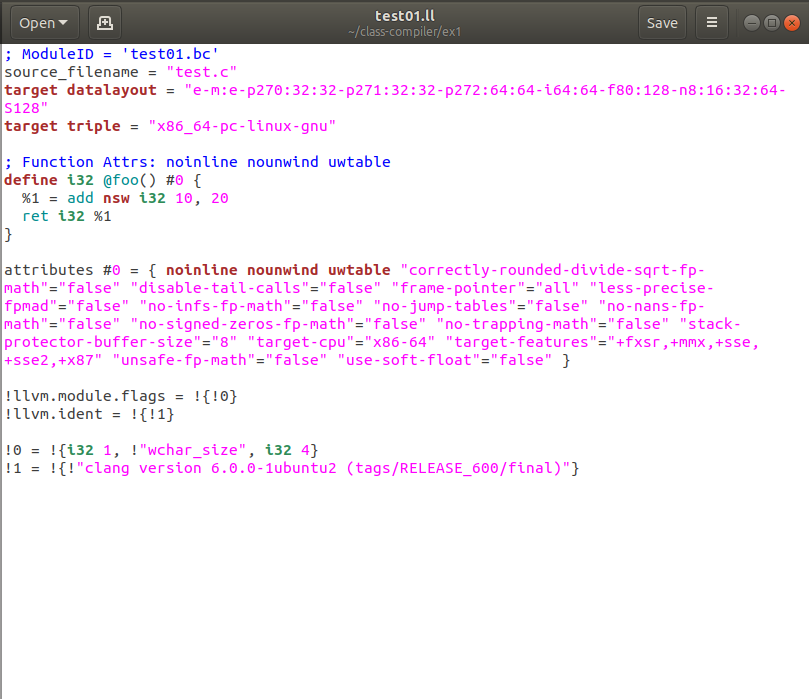 Open
test01.ll
~/class-compiler/ex1
Save
; ModuleID = 'test01.bc'
source_filename = "test.c"
target datalayout = "e-m:e-p270:32:32-p271:32:32-p272:64:64-i64:64-f80:128-n8:16:32:64-
S128"
target triple = "x86_64-pc-linux-gnu"
; Function Attrs: noinline nounwind uwtable
define i32 @foo() #0 {
  %1 = add nsw i32 10, 20
  ret i32 %1
}
attributes #0 = { noinline nounwind uwtable "correctly-rounded-divide-sqrt-fp-
math"="false" "disable-tail-calls"="false" "frame-pointer"="all" "less-precise-
fpmad"="false" "no-infs-fp-math"="false" "no-jump-tables"="false" "no-nans-fp-
math"="false" "no-signed-zeros-fp-math"="false" "no-trapping-math"="false" "stack-
protector-buffer-size"="8" "target-cpu"="x86-64" "target-features"="+fxsr,+mmx,+sse,
+sse2,+x87" "unsafe-fp-math"="false" "use-soft-float"="false" }
!llvm.module.flags = !{!0}
!llvm.ident = !{!1}
!0 = !{i32 1, !"wchar_size", i32 4}
!1 = !{!"clang version 6.0.0-1ubuntu2 (tags/RELEASE_600/final)"}